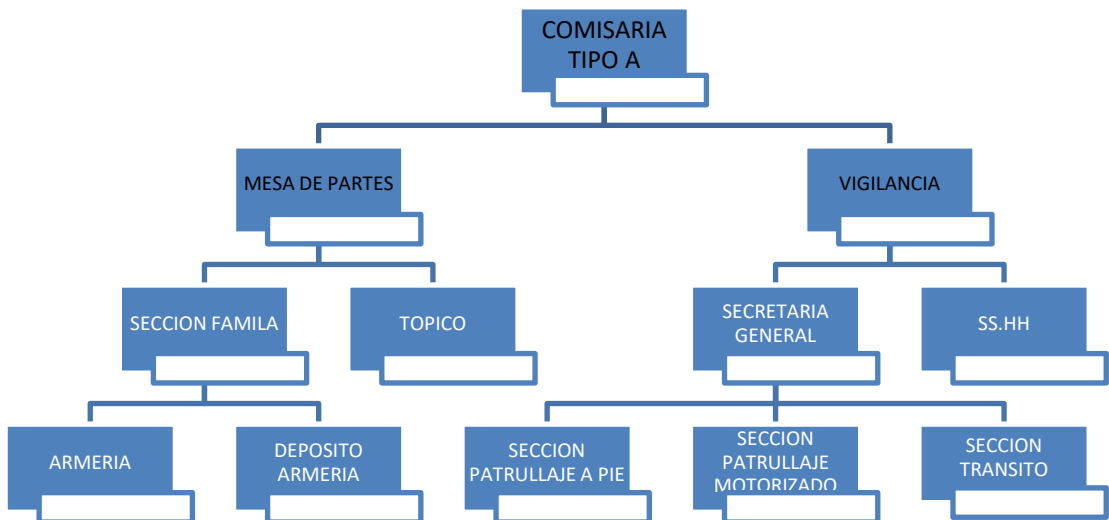 COMISARIA
TIPO A
MESA DE PARTES
VIGILANCIA
SECCION FAMILA
TOPICO
SECRETARIA
GENERAL
SS.HH
ARMERIA
DEPOSITO
ARMERIA
SECCION
PATRULLAJE A PIE
SECCION
PATRULLAJE
MOTORIZADO
SECCION
TRANSITO